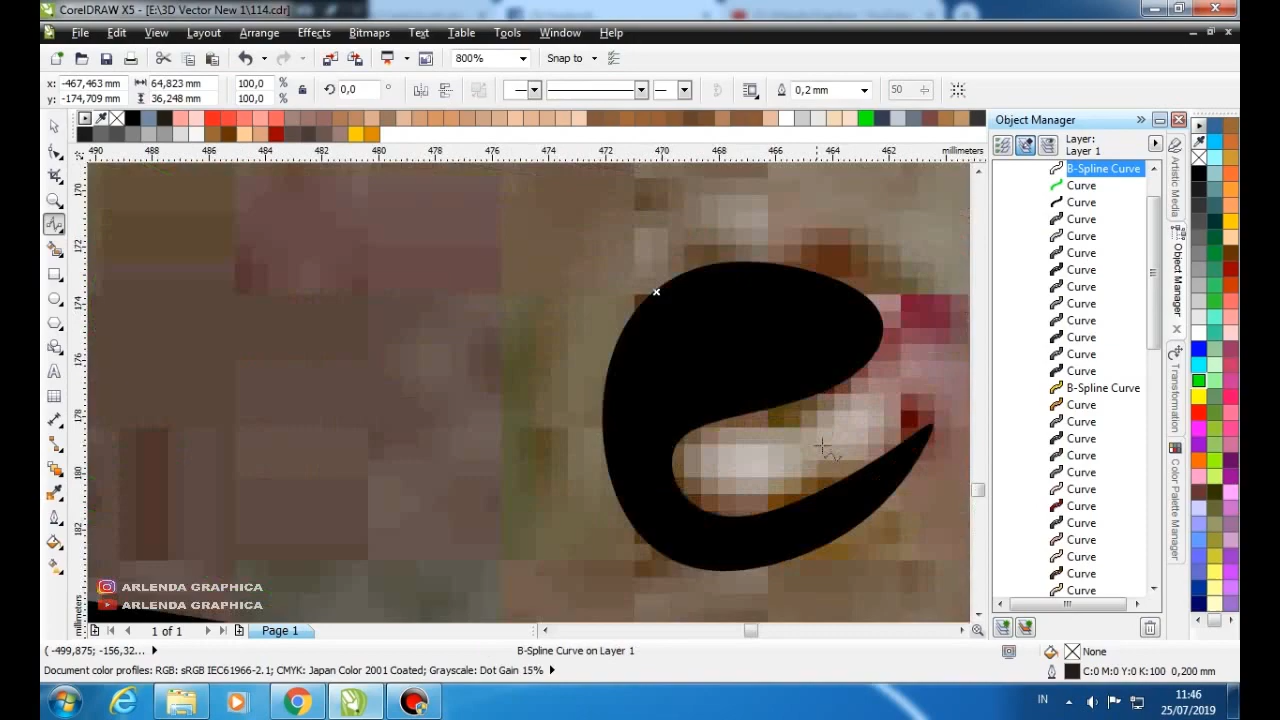 CorelDRAW X5 - [E:\3D Vector New 1\114.cdr]
File Edit View Layout Arrange Effects Bitmaps Text Table Tools Window Help
800% Snap to
x: -467,463 mm 64,823 mm 100,0 % 0,0 ° 0,2 mm 50
y: -174,709 mm 36,248 mm 100,0 %
Object Manager
Layer:
Layer 1
490 488 486 484 482 480 478 476 474 472 470 468 466 464 462 millimeters
170
172
174
176
178
180
182
millimeters
B-Spline Curve
Curve
Curve
Curve
Curve
Curve
Curve
Curve
Curve
Curve
Curve
Curve
Curve
B-Spline Curve
Curve
Curve
Curve
Curve
Curve
Curve
Curve
Curve
Curve
Curve
Curve
Curve
Artistic Media
Object Manager
Transformation
Color Palette Manager
ARLENDA GRAPHICA
ARLENDA GRAPHICA
1 of 1 Page 1
( -499,875; -156,32... B-Spline Curve on Layer 1 None
Document color profiles: RGB: sRGB IEC61966-2.1; CMYK: Japan Color 2001 Coated; Grayscale: Dot Gain 15% C:0 M:0 Y:0 K:100 0,200 mm
IN 11:46
25/07/2019